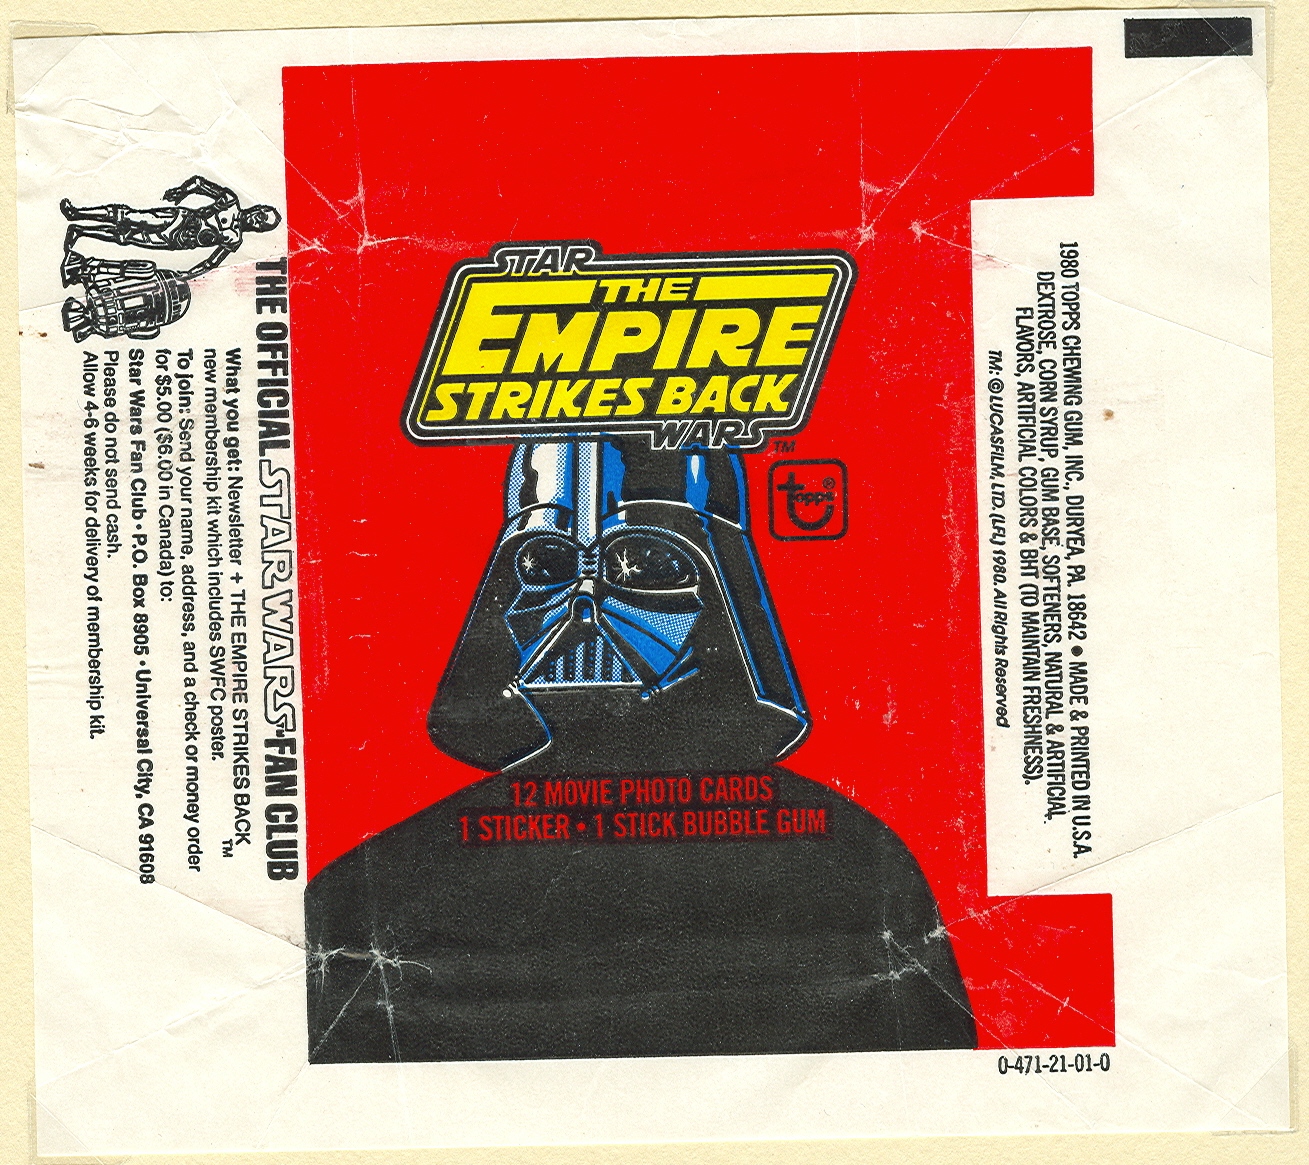 STAR
THE
EMPIRE
STRIKES BACK
WARS
TM
topps®
12 MOVIE PHOTO CARDS
1 STICKER • 1 STICK BUBBLE GUM
THE OFFICIAL STAR WARS FAN CLUB
What you get: Newsletter + THE EMPIRE STRIKES BACK TM
new membership kit which includes SWFC poster.
To join: Send your name, address, and a check or money order
for $5.00 ($6.00 in Canada) to:
Star Wars Fan Club • P.O. Box 8905 • Universal City, CA 91608
Please do not send cash.
Allow 4-6 weeks for delivery of membership kit.
1980 TOPPS CHEWING GUM, INC., DURYEA, PA. 18642 • MADE & PRINTED IN U.S.A.
DEXTROSE, CORN SYRUP, GUM BASE, SOFTENERS, NATURAL & ARTIFICIAL
FLAVORS, ARTIFICIAL COLORS & BHT (TO MAINTAIN FRESHNESS).
TM: © LUCASFILM, LTD. (LFL) 1980. All Rights Reserved
0-471-21-01-0